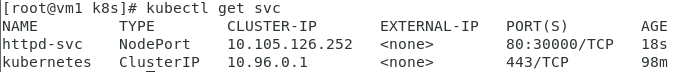 [root@vm1 k8s]# kubectl get svc
NAME TYPE CLUSTER-IP EXTERNAL-IP PORT(S) AGE
httpd-svc NodePort 10.105.126.252 <none> 80:30000/TCP 18s
kubernetes ClusterIP 10.96.0.1 <none> 443/TCP 98m